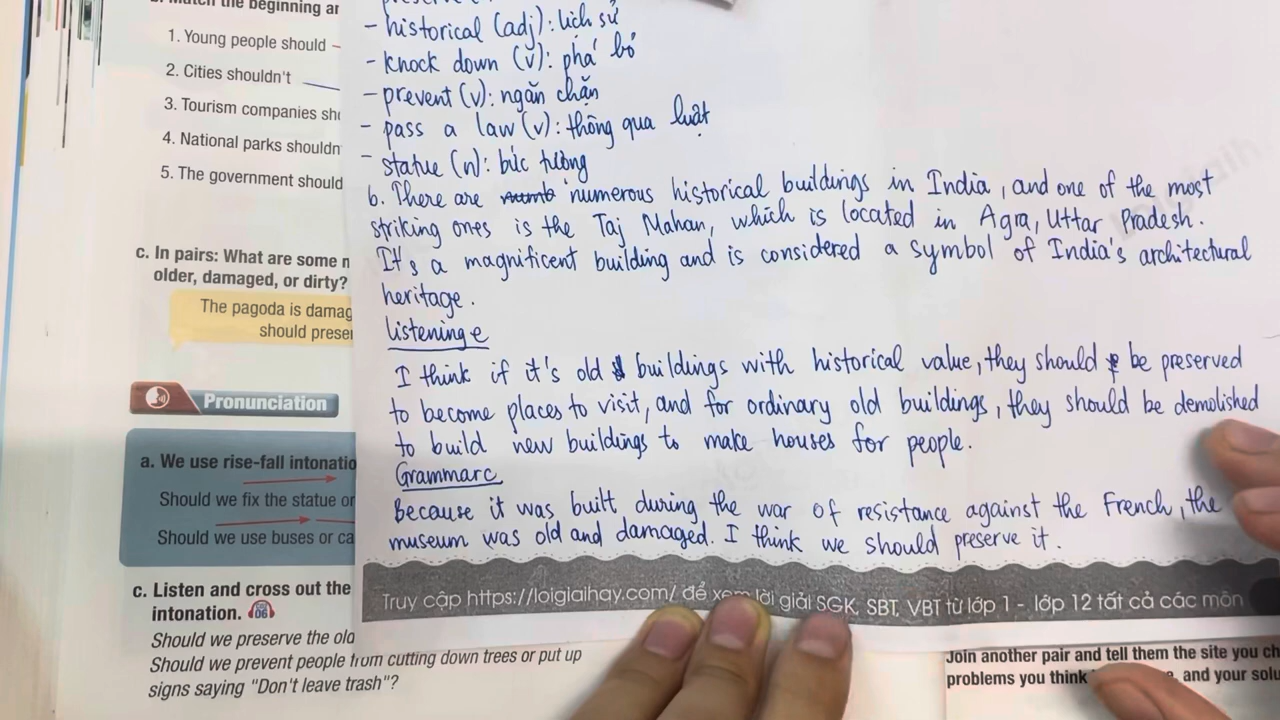 Match the beginning ar
1. Young people should
2. Cities shouldn't
3. Tourism companies
4. National parks shouldn
5. The government should
c. In pairs: What are some
older, damaged, or dirty?
The pagoda is damag
should prese
Pronunciation
a. We use rise-fall intonatio
Should we fix the statue or
Should we use buses or ca
c. Listen and cross out the
intonation. 06
Should we preserve the old
Should we prevent people from cutting down trees or put up
signs saying "Don't leave trash"?
- historical (adj): lịch sử
- knock down (v): phá bỏ
- prevent (v): ngăn chặn
- pass a law (v): thông qua luật
- statue (n): bức tường
b. There are numerous historical buildings in India, and one of the most
striking ones is the Taj Mahan, which is located in Agra, Uttar Pradesh.
It's a magnificent building and is considered a symbol of India's architectural
heritage.
listening e
I think if it's old buildings with historical value, they should be preserved
to become places to visit, and for ordinary old buildings, they should be demolished
to build new buildings to make houses for people.
Grammar c
Because it was built during the war of resistance against the French, the
museum was old and damaged. I think we should preserve it.
Truy cập https://loigiaihay.com/ để xem lời giải SGK, SBT, VBT từ lớp 1 - lớp 12 tất cả các môn
Join another pair and tell them the site you ch
problems you think and your solu